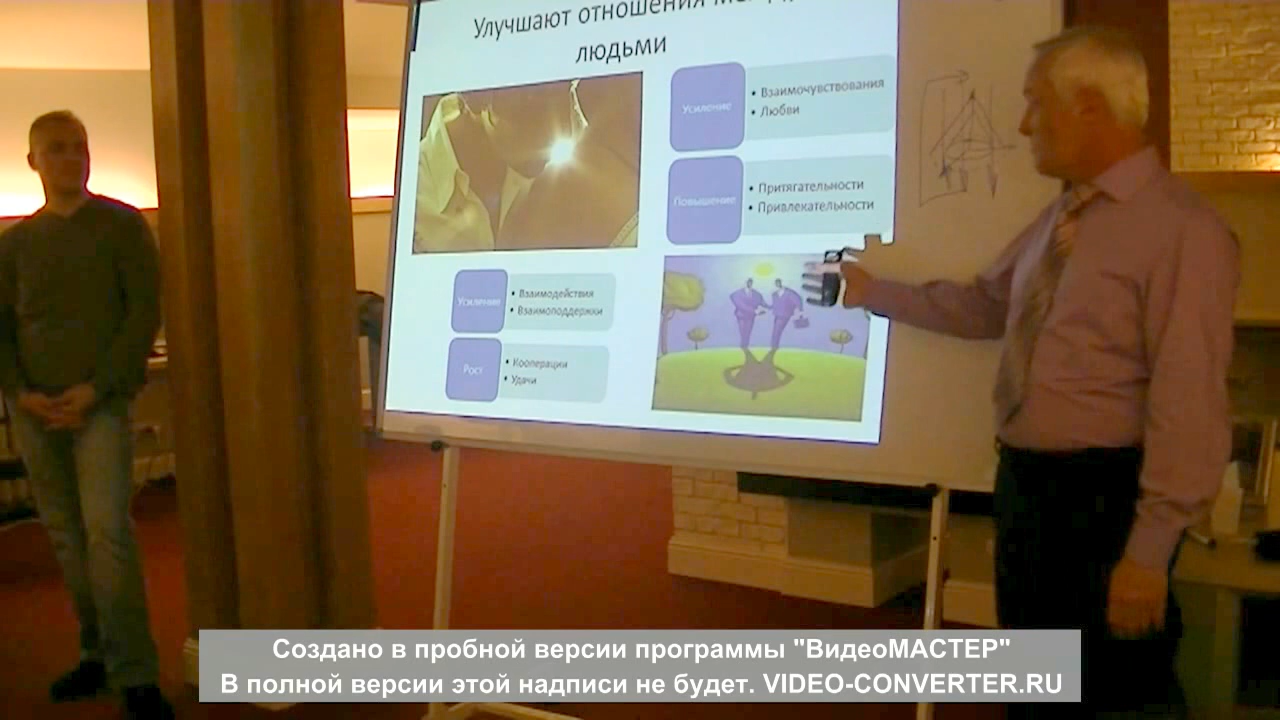 Улучшают отношения
людьми
Усиление
• Взаимочувствования
• Любви
Повышение
• Притягательности
• Привлекательности
Усиление
• Взаимодействия
• Взаимоподдержки
Рост
• Кооперации
• Удачи
Создано в пробной версии программы "ВидеоМАСТЕР"
В полной версии этой надписи не будет. VIDEO-CONVERTER.RU